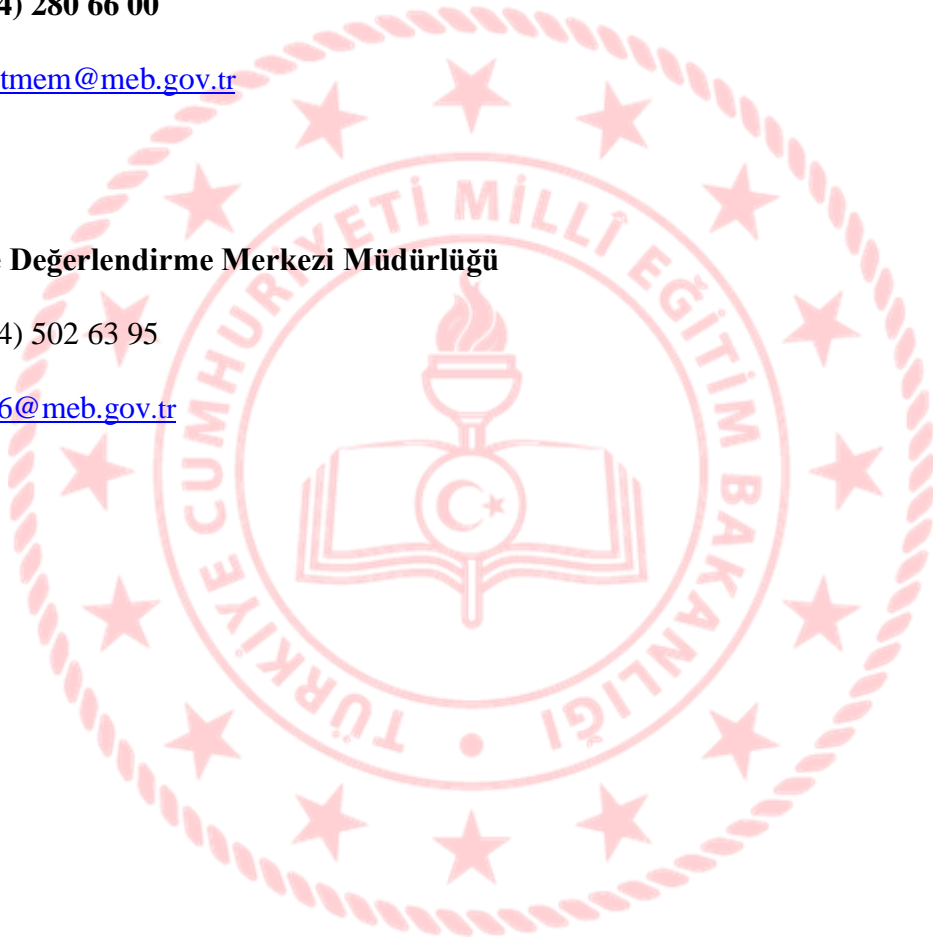 4) 280 66 00
tmem@meb.gov.tr
e Değerlendirme Merkezi Müdürlüğü
4) 502 63 95
6@meb.gov.tr
TÜRKİYE CUMHURİYETİ MİLLÎ EĞİTİM BAKANLIĞI